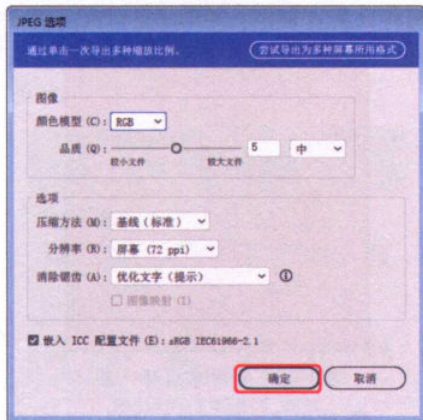 JPEG 选项
通过单击一次导出多种缩放比例。 尝试导出为多种屏幕所用格式
图像
颜色模型 (C): RGB
品质 (Q): 5 中
较小文件 较大文件
选项
压缩方法 (M): 基线（标准）
分辨率 (R): 屏幕 (72 ppi)
消除锯齿 (A): 优化文字（提示）
图像映射 (I)
嵌入 ICC 配置文件 (E): sRGB IEC61966-2.1
确定 取消